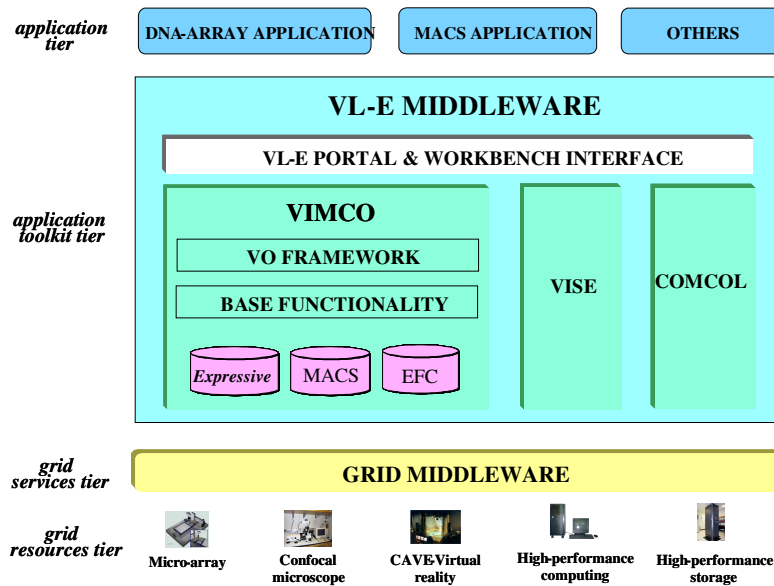 application
tier
DNA-ARRAY APPLICATION
MACS APPLICATION
OTHERS
VL-E MIDDLEWARE
VL-E PORTAL & WORKBENCH INTERFACE
application
toolkit tier
VIMCO
VO FRAMEWORK
BASE FUNCTIONALITY
Expressive
MACS
EFC
VISE
COMCOL
grid
services tier
GRID MIDDLEWARE
grid
resources tier
Micro-array
Confocal
microscope
CAVE-Virtual
reality
High-performance
computing
High-performance
storage